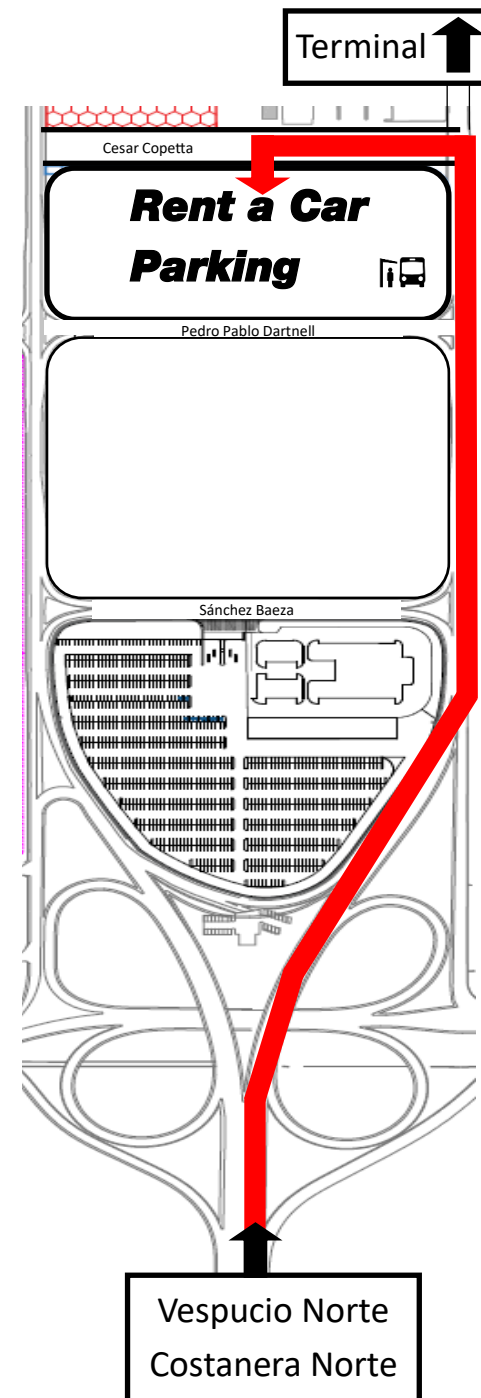 Terminal
Cesar Copetta
Rent a Car
Parking
Pedro Pablo Dartnell
Sánchez Baeza
Vespucio Norte
Costanera Norte